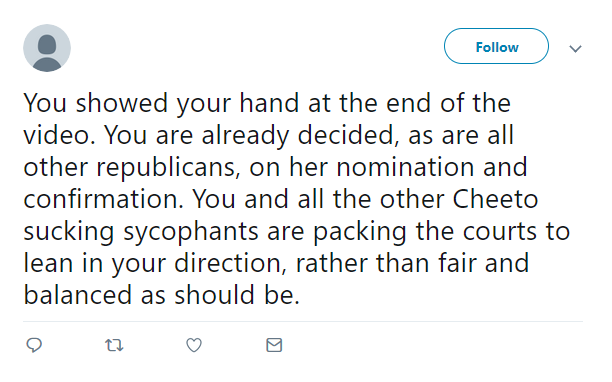 Follow
You showed your hand at the end of the
video. You are already decided, as are all
other republicans, on her nomination and
confirmation. You and all the other Cheeto
sucking sycophants are packing the courts to
lean in your direction, rather than fair and
balanced as should be.